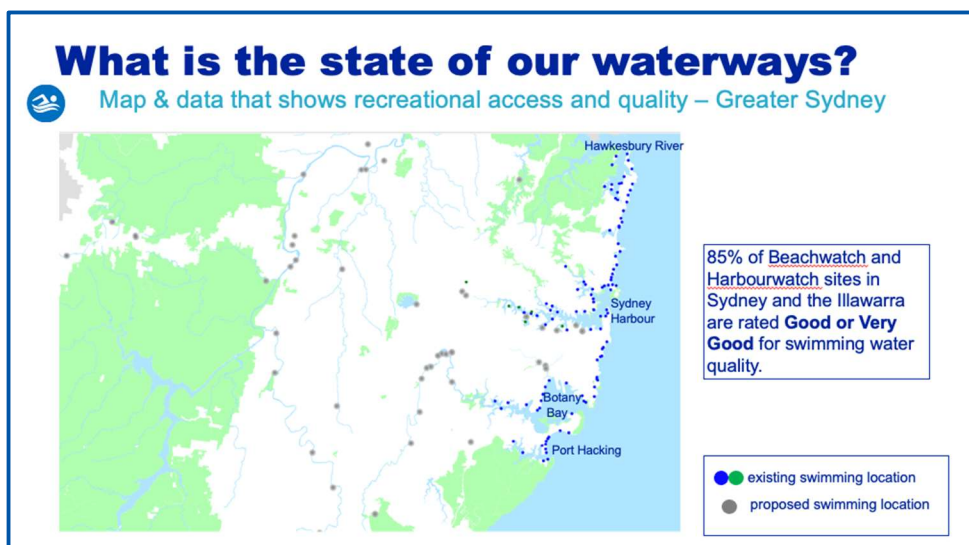 What is the state of our waterways?
Map & data that shows recreational access and quality – Greater Sydney
Hawkesbury River
Sydney
Harbour
Botany
Bay
Port Hacking
85% of Beachwatch and
Harbourwatch sites in
Sydney and the Illawarra
are rated Good or Very
Good for swimming water
quality.
existing swimming location
proposed swimming location